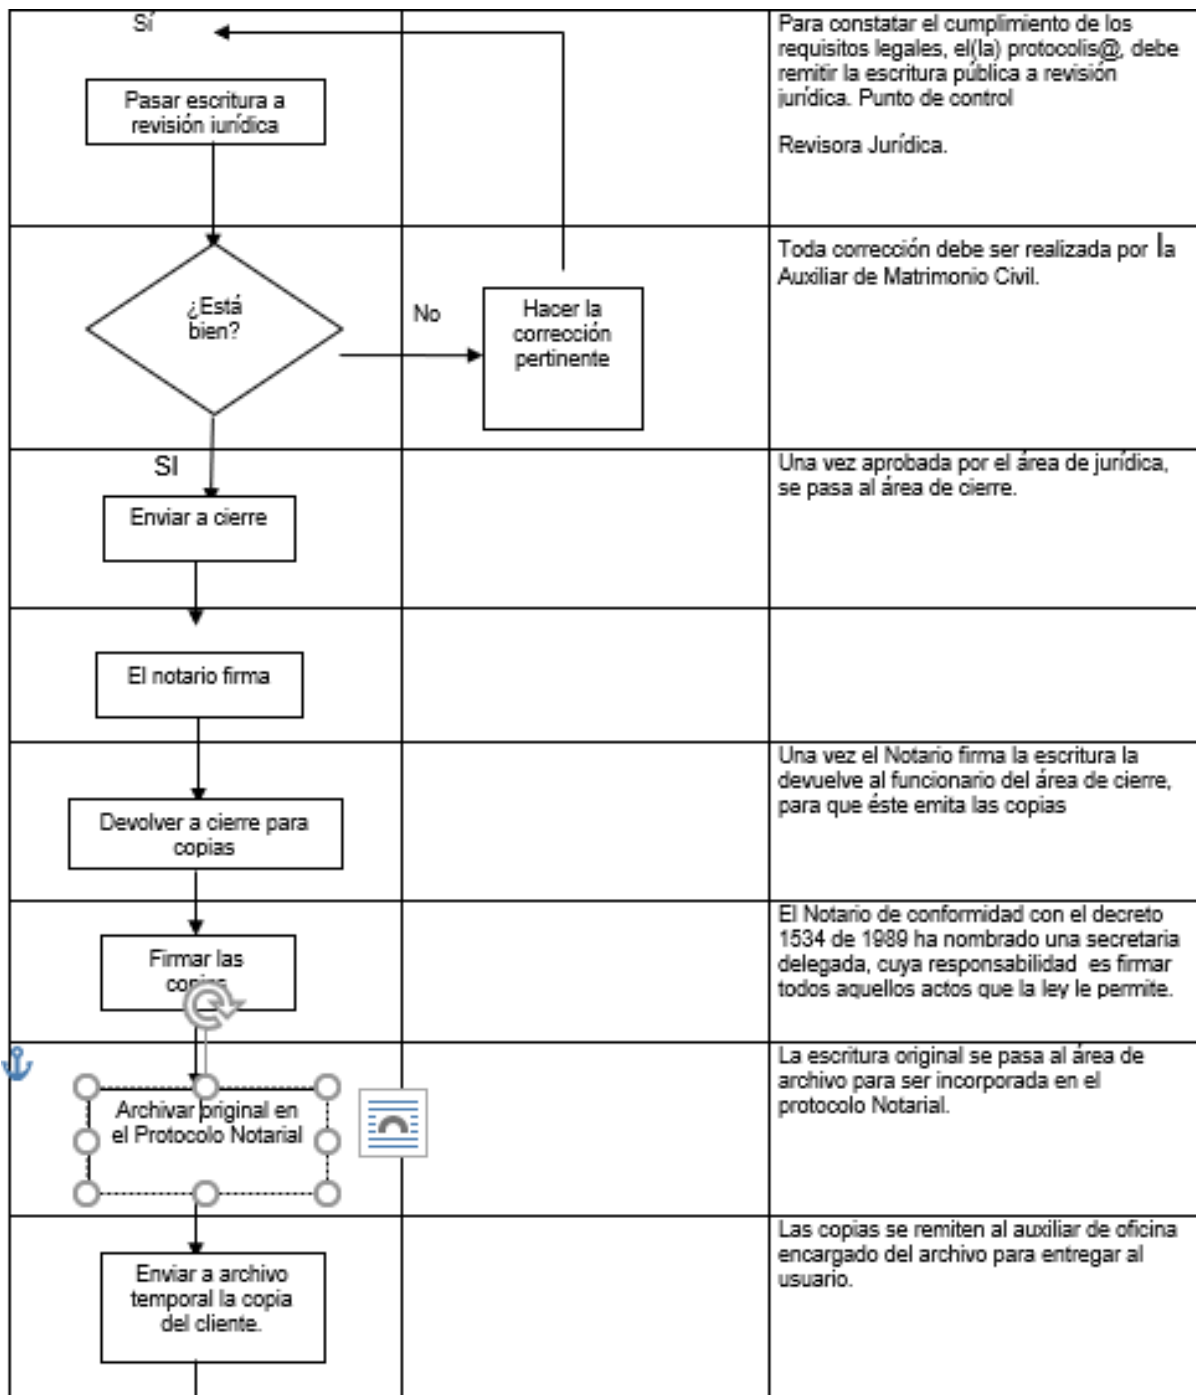 Sí
Pasar escritura a
revisión jurídica
Para constatar el cumplimiento de los
requisitos legales, el(la) protocolis@, debe
remitir la escritura pública a revisión
jurídica. Punto de control
Revisora Jurídica.
¿Está
bien?
No
Hacer la
corrección
pertinente
Toda corrección debe ser realizada por la
Auxiliar de Matrimonio Civil.
SI
Enviar a cierre
Una vez aprobada por el área de jurídica,
se pasa al área de cierre.
El notario firma
Devolver a cierre para
copias
Una vez el Notario firma la escritura la
devuelve al funcionario del área de cierre,
para que éste emita las copias
Firmar las
copias
El Notario de conformidad con el decreto
1534 de 1989 ha nombrado una secretaria
delegada, cuya responsabilidad es firmar
todos aquellos actos que la ley le permite.
Archivar original en
el Protocolo Notarial
La escritura original se pasa al área de
archivo para ser incorporada en el
protocolo Notarial.
Enviar a archivo
temporal la copia
del cliente.
Las copias se remiten al auxiliar de oficina
encargado del archivo para entregar al
usuario.